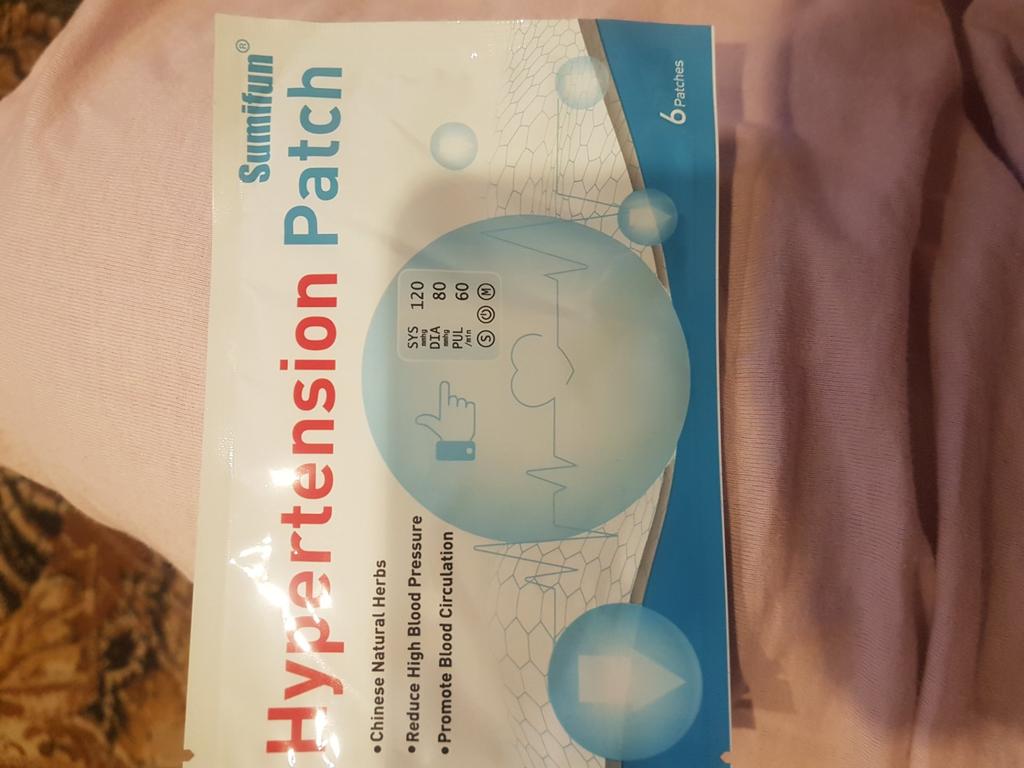 Sumifun®
Hypertension Patch
• Chinese Natural Herbs
• Reduce High Blood Pressure
• Promote Blood Circulation
SYS mmhg 120
DIA mmhg 80
PUL /min 60
S M
6 Patches